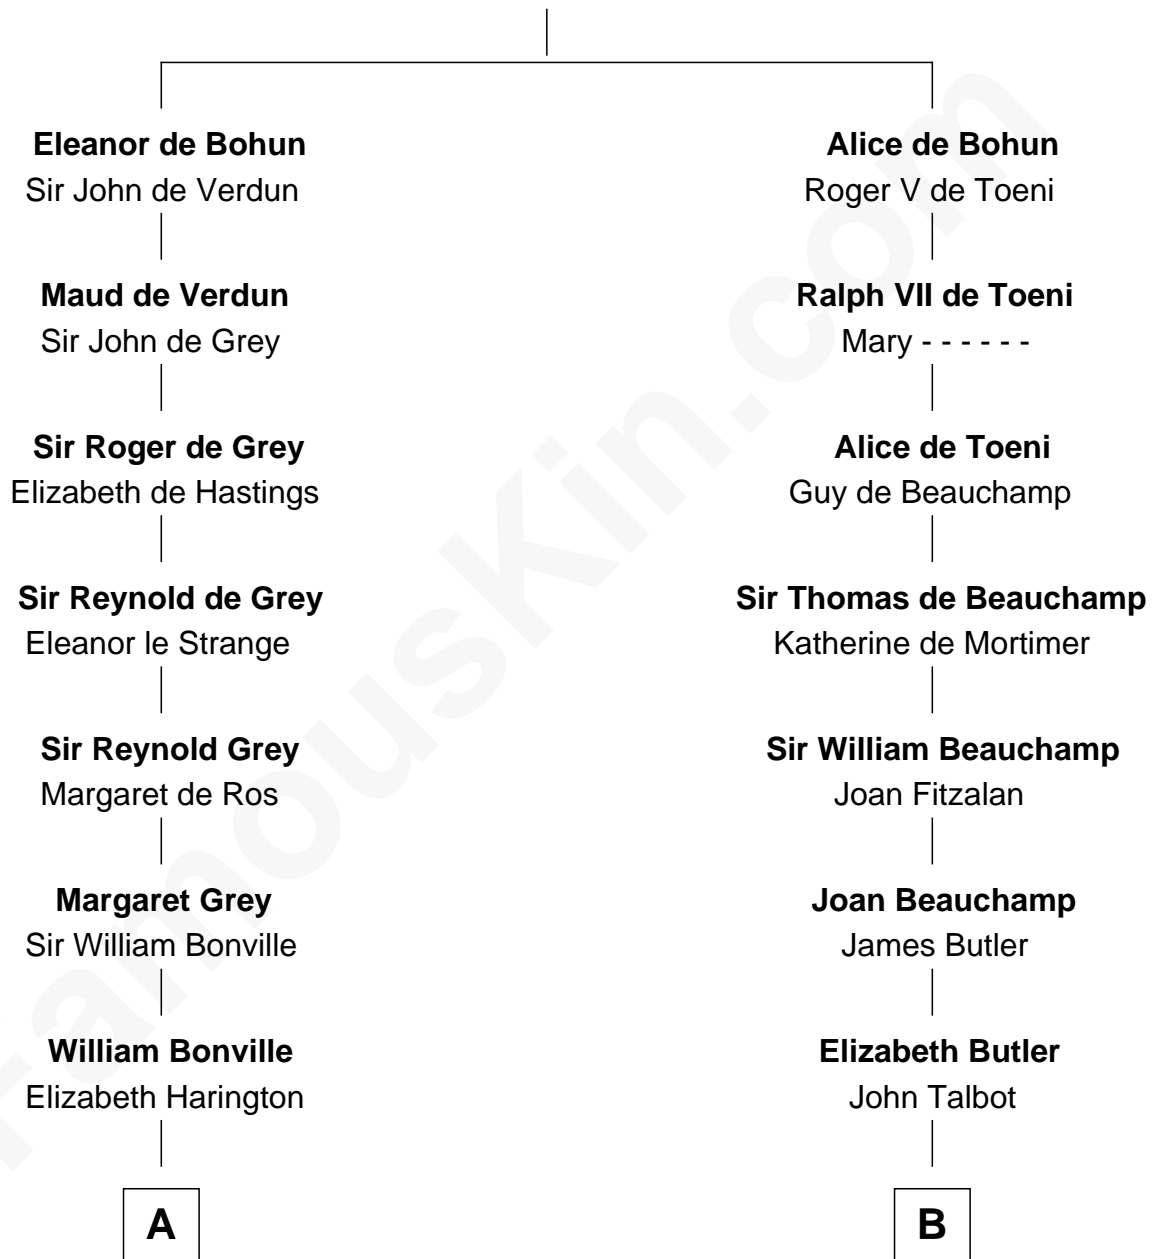 Eleanor de Bohun
Sir John de Verdun
Maud de Verdun
Sir John de Grey
Sir Roger de Grey
Elizabeth de Hastings
Sir Reynold de Grey
Eleanor le Strange
Sir Reynold Grey
Margaret de Ros
Margaret Grey
Sir William Bonville
William Bonville
Elizabeth Harington
A
Alice de Bohun
Roger V de Toeni
Ralph VII de Toeni
Mary - - - - - -
Alice de Toeni
Guy de Beauchamp
Sir Thomas de Beauchamp
Katherine de Mortimer
Sir William Beauchamp
Joan Fitzalan
Joan Beauchamp
James Butler
Elizabeth Butler
John Talbot
B
FamousKin.com